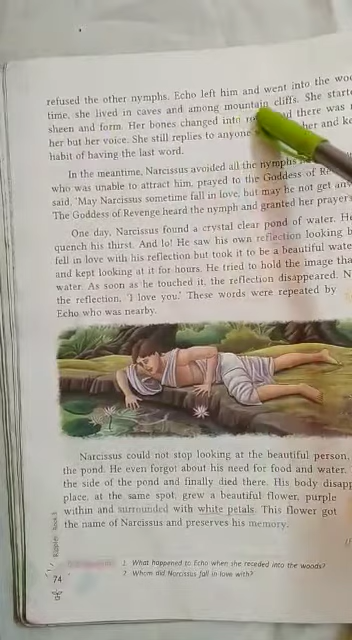 refused the other nymphs. Echo left him and went into the woo
time, she lived in caves and among mountain cliffs. She starte
sheen and form. Her bones changed into d there was
her but her voice. She still replies to anyone her and ke
habit of having the last word.
In the meantime, Narcissus avoided all the nymphs
who was unable to attract him, prayed to the Goddess of Re
said, 'May Narcissus sometime fall in love, but may he not get any
The Goddess of Revenge heard the nymph and granted her prayer
One day, Narcissus found a crystal clear pond of water. He
quench his thirst. And lo! He saw his own reflection looking b
fell in love with his reflection but took it to be a beautiful wate
and kept looking at it for hours. He tried to hold the image tha
water. As soon as he touched it, the reflection disappeared. N
the reflection, 'I love you.' These words were repeated by
Echo who was nearby.
Narcissus could not stop looking at the beautiful person,
the pond. He even forgot about his need for food and water.
the side of the pond and finally died there. His body disapp
place, at the same spot, grew a beautiful flower, purple
within and surrounded with white petals. This flower got
the name of Narcissus and preserves his memory.
1. What happened to Echo when she receded into the woods?
2. Whom did Narcissus fall in love with?
74